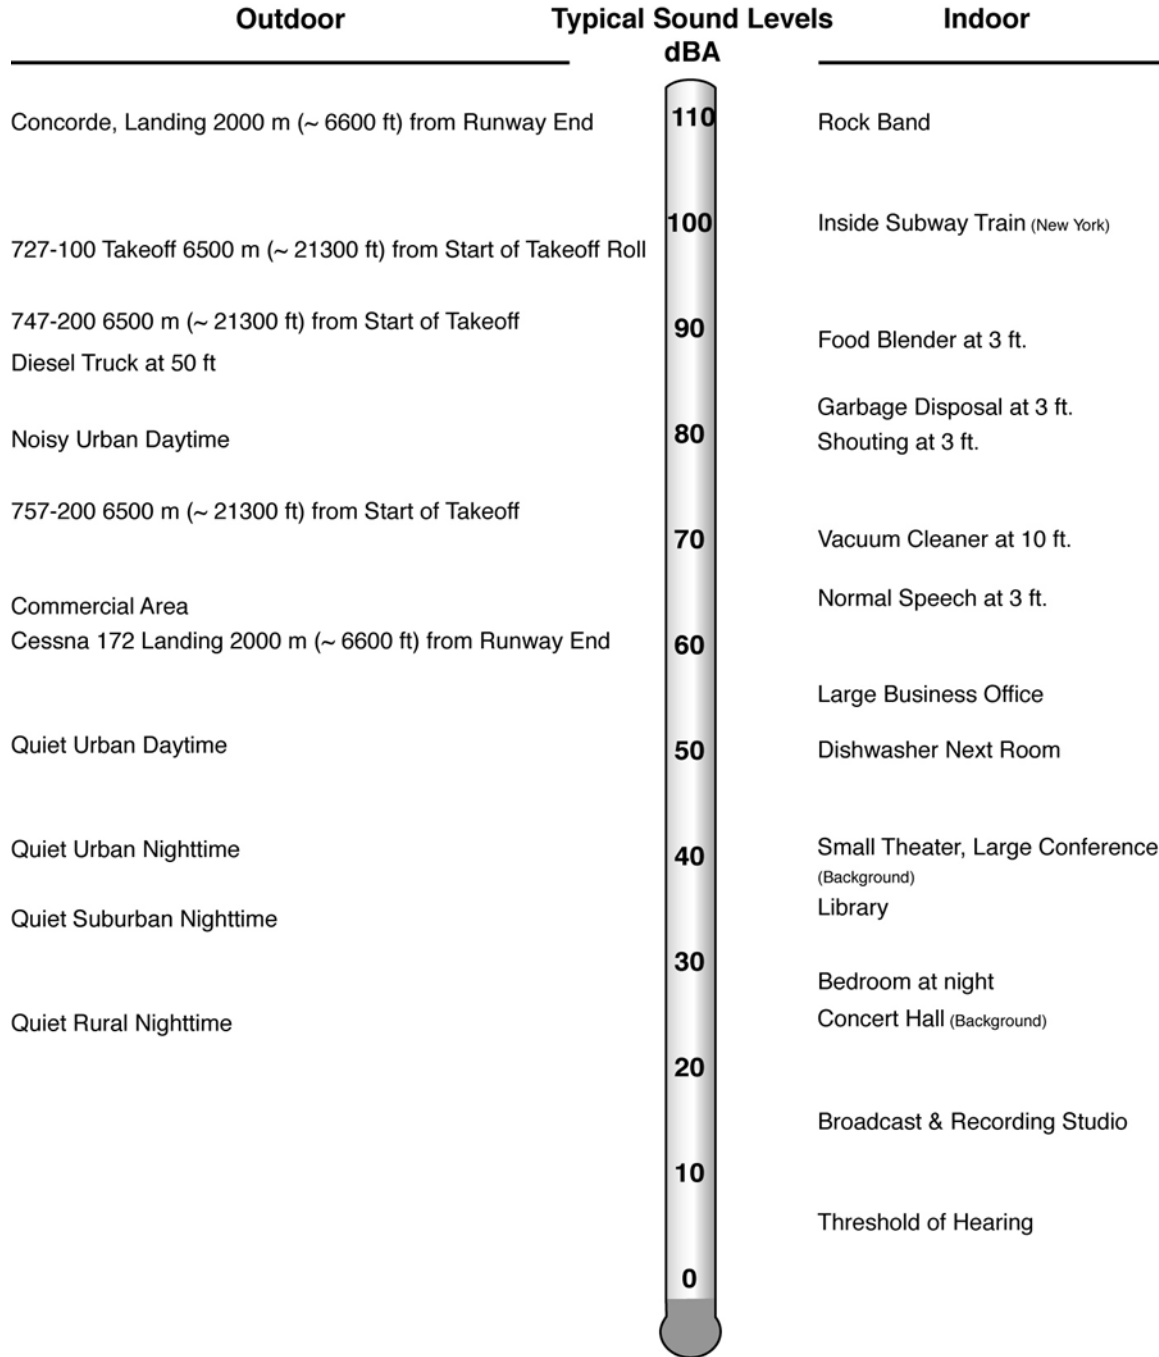 Outdoor
Typical Sound Levels
dBA
Indoor
Concorde, Landing 2000 m (~ 6600 ft) from Runway End
110
Rock Band
100
Inside Subway Train (New York)
727-100 Takeoff 6500 m (~ 21300 ft) from Start of Takeoff Roll
747-200 6500 m (~ 21300 ft) from Start of Takeoff
90
Food Blender at 3 ft.
Diesel Truck at 50 ft
Garbage Disposal at 3 ft.
Noisy Urban Daytime
80
Shouting at 3 ft.
757-200 6500 m (~ 21300 ft) from Start of Takeoff
70
Vacuum Cleaner at 10 ft.
Commercial Area
Normal Speech at 3 ft.
Cessna 172 Landing 2000 m (~ 6600 ft) from Runway End
60
Large Business Office
Quiet Urban Daytime
50
Dishwasher Next Room
Quiet Urban Nighttime
40
Small Theater, Large Conference
(Background)
Library
Quiet Suburban Nighttime
30
Bedroom at night
Quiet Rural Nighttime
Concert Hall (Background)
20
Broadcast & Recording Studio
10
Threshold of Hearing
0